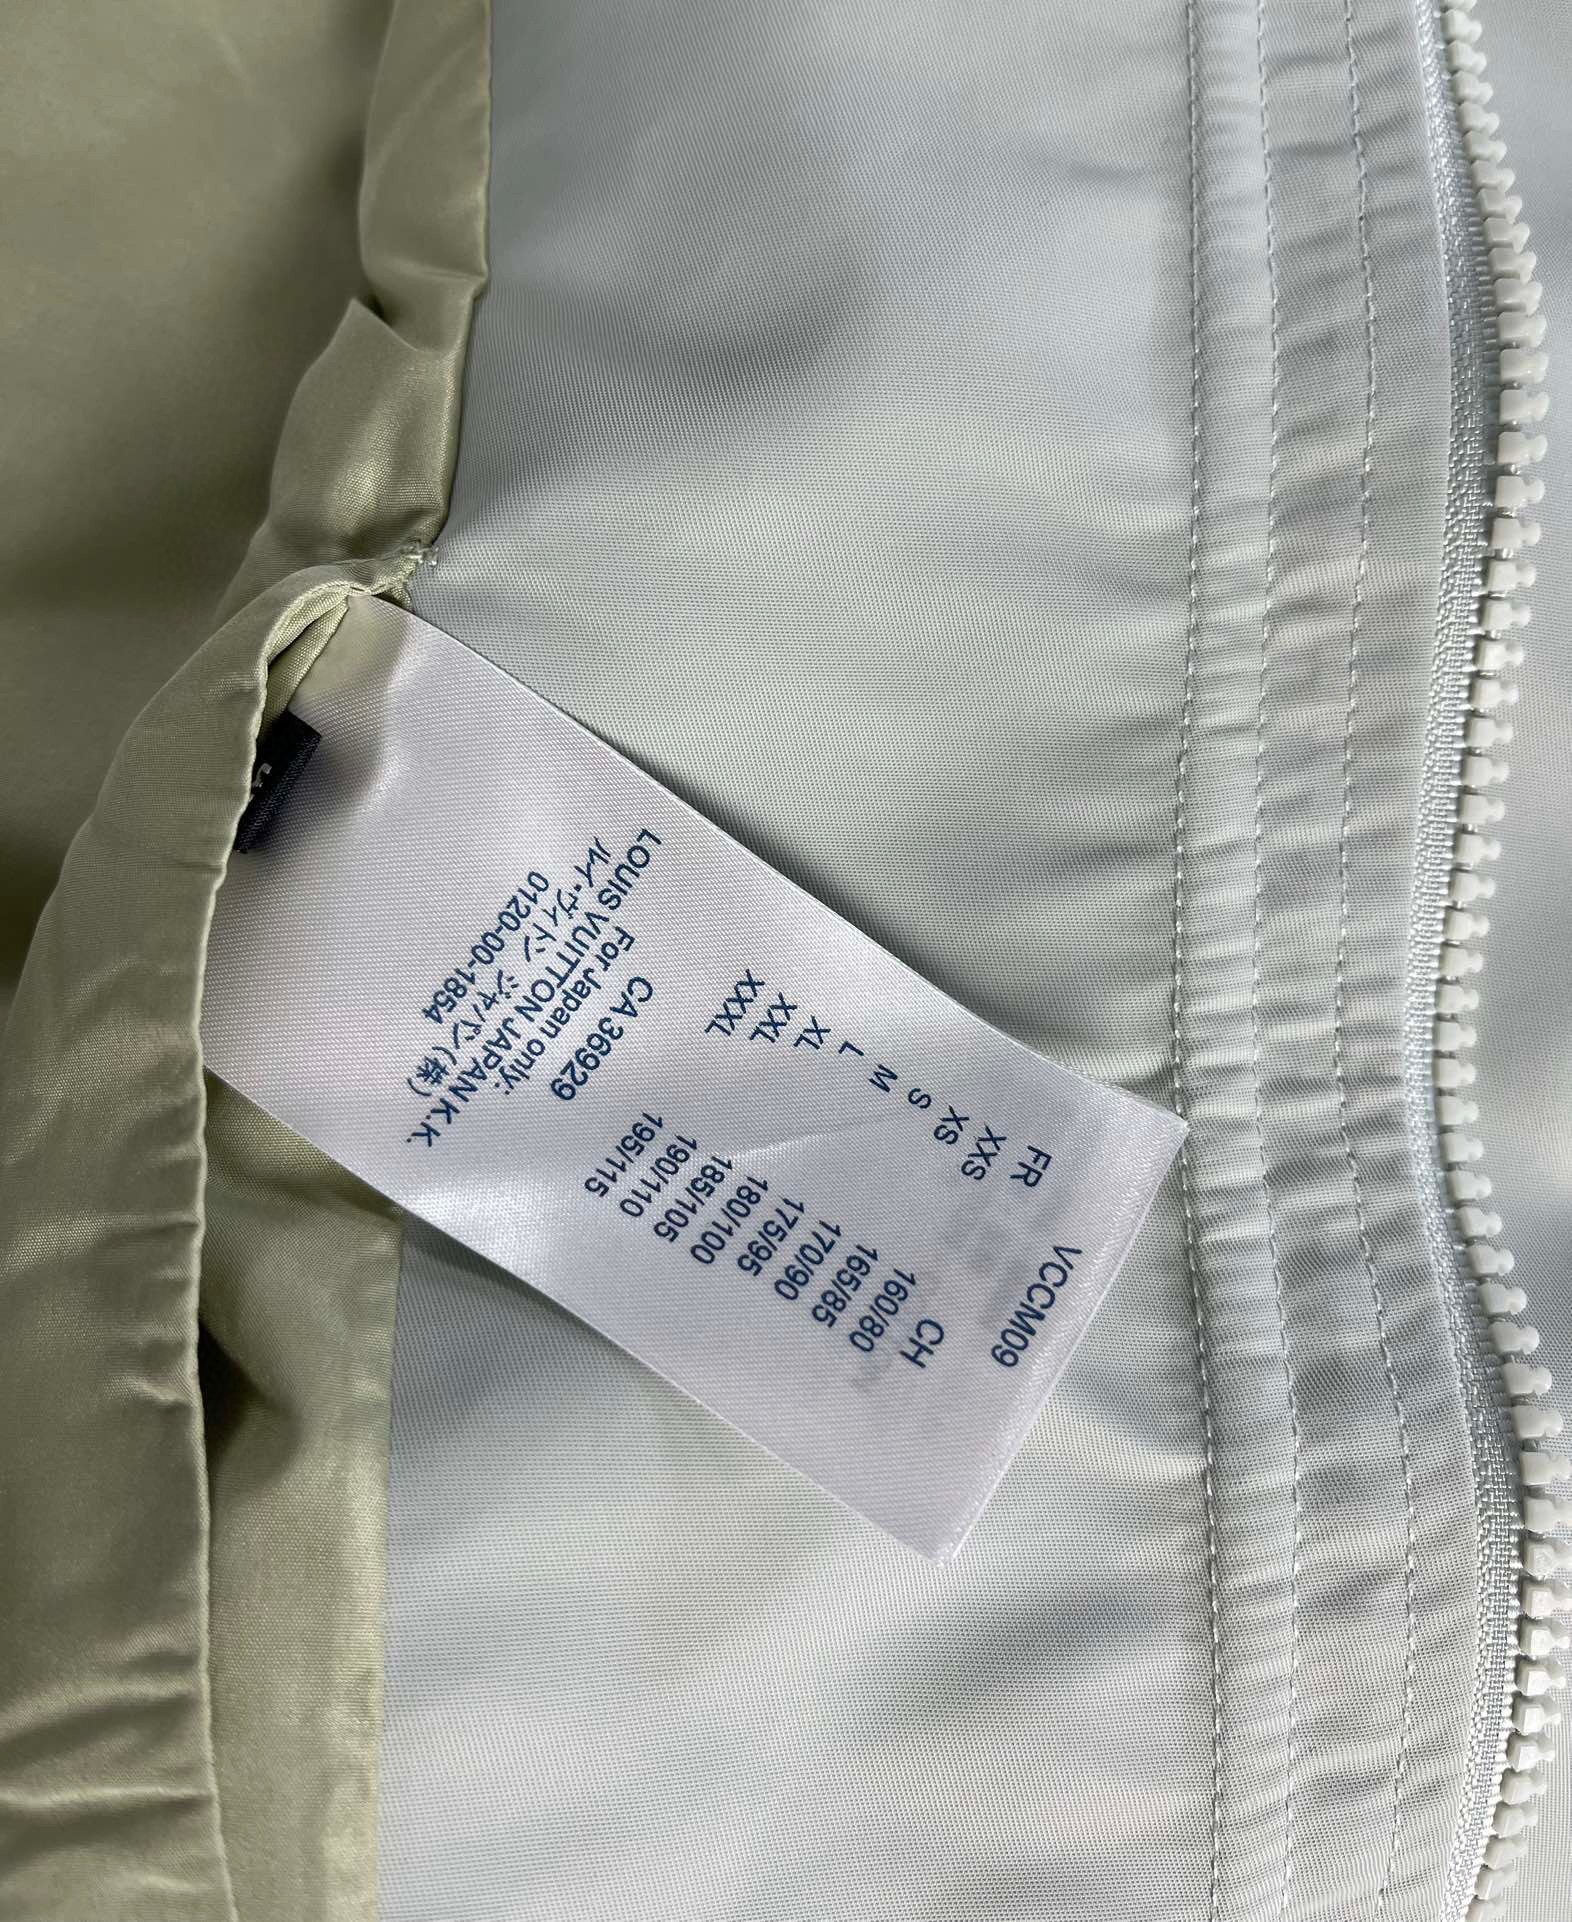 VCCM09
FR CH
XXS 160/80
XS 165/85
S 170/90
M 175/95
L 180/100
XL 185/105
XXL 190/110
XXXL 195/115
CA 36929
For Japan only:
LOUIS VUITTON JAPAN K.K.
ルイ・ヴィトン ジャパン(株)
0120-00-1854